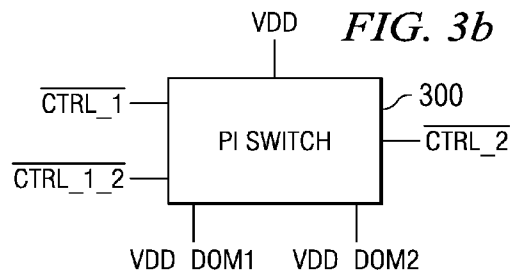 VDD
FIG. 3b
CTRL_1
300
PI SWITCH
CTRL_2
CTRL_1_2
VDD DOM1
VDD DOM2